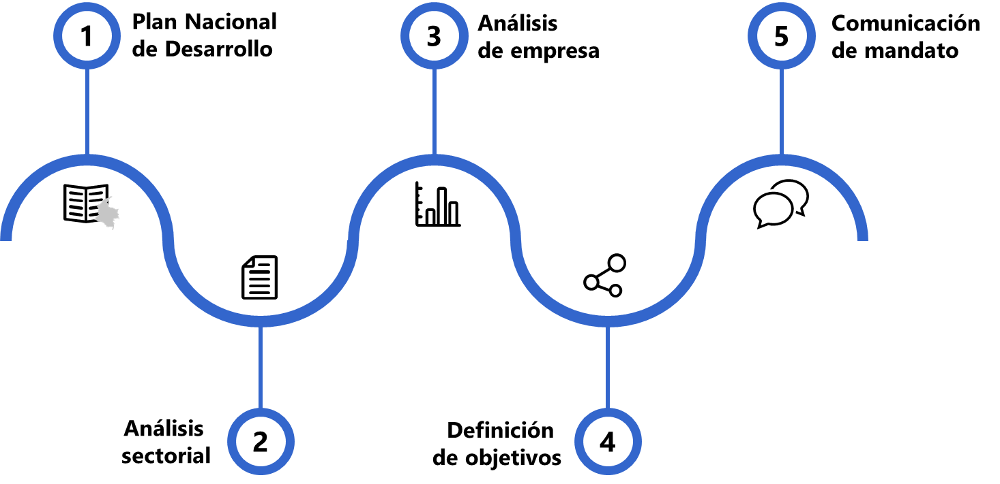 1
Plan Nacional
de Desarrollo
2
Análisis
sectorial
3
Análisis
de empresa
4
Definición
de objetivos
5
Comunicación
de mandato